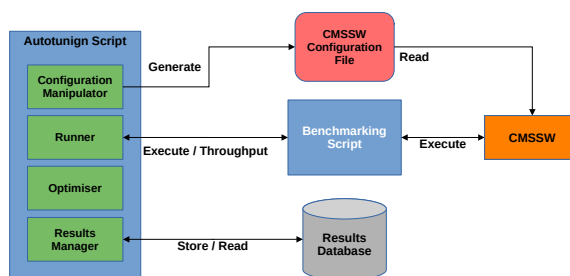 Autotunign Script
Configuration
Manipulator
Runner
Optimiser
Results
Manager
Generate
CMSSW
Configuration
File
Read
Execute / Throughput
Benchmarking
Script
Execute
CMSSW
Store / Read
Results
Database